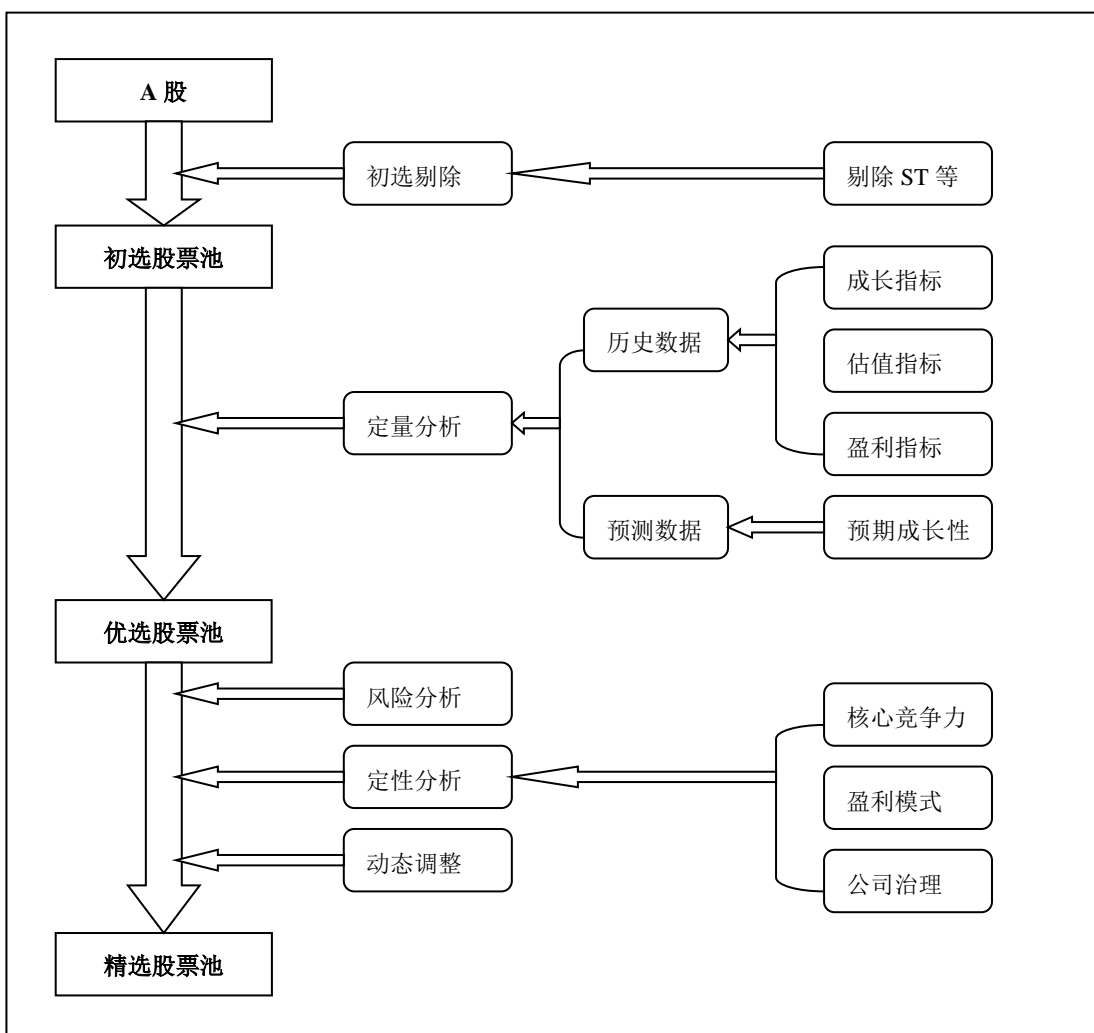 A 股
初选剔除
剔除 ST 等
初选股票池
成长指标
历史数据
估值指标
定量分析
盈利指标
预测数据
预期成长性
优选股票池
风险分析
核心竞争力
定性分析
盈利模式
动态调整
公司治理
精选股票池